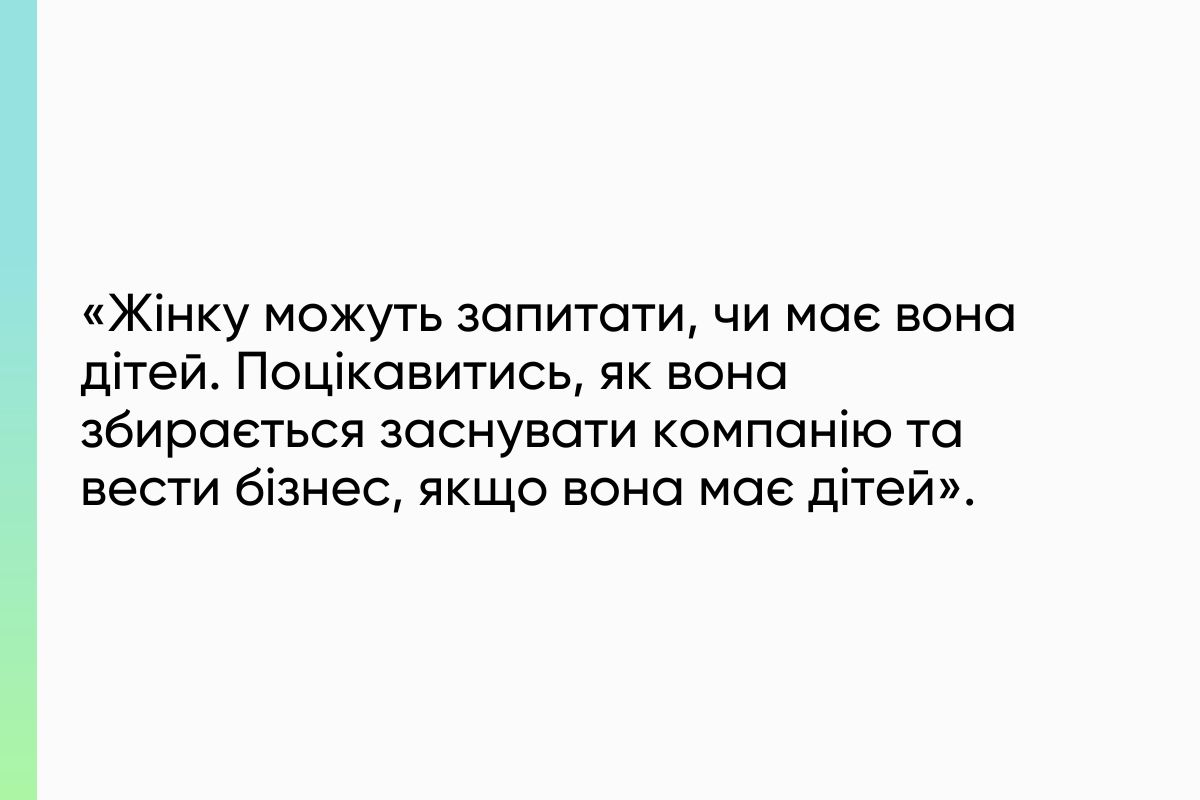 «Жінку можуть запитати, чи має вона
дітей. Поцікавитись, як вона
збирається заснувати компанію та
вести бізнес, якщо вона має дітей».